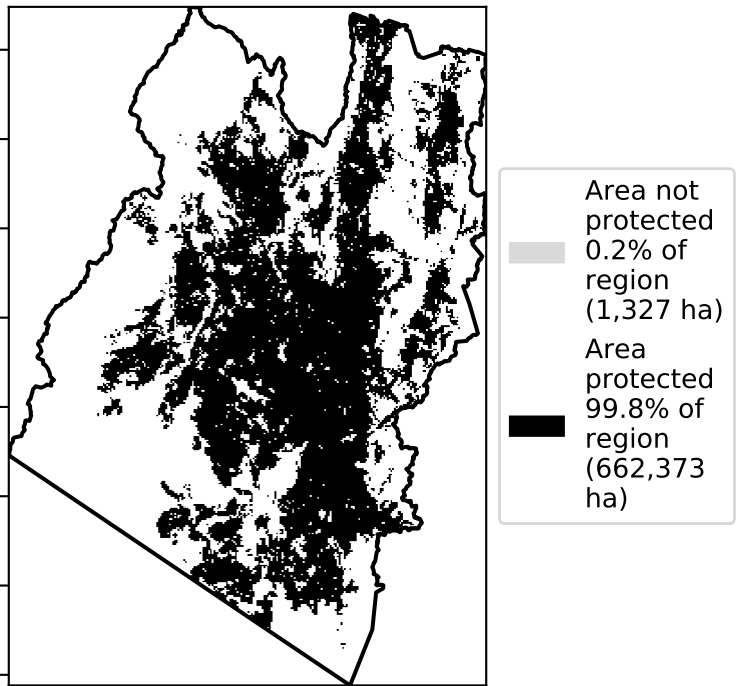 Area not
protected
0.2% of
region
(1,327 ha)
Area
protected
99.8% of
region
(662,373
ha)